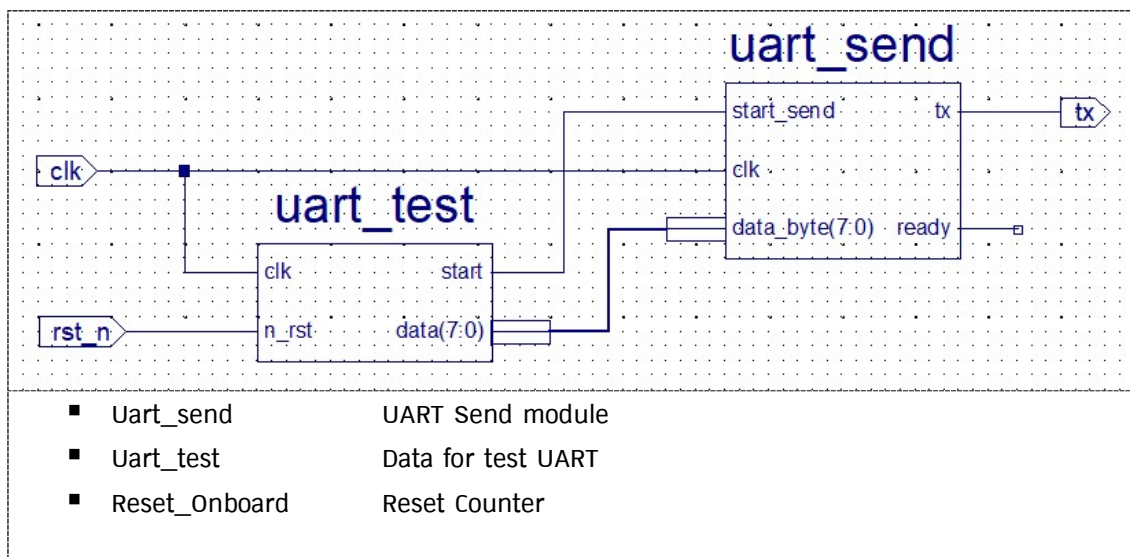 uart_send
start_send tx
tx
clk
clk
uart_test
data_byte(7:0) ready
clk start
rst_n
n_rst data(7:0)
■ Uart_send UART Send module
■ Uart_test Data for test UART
■ Reset_Onboard Reset Counter